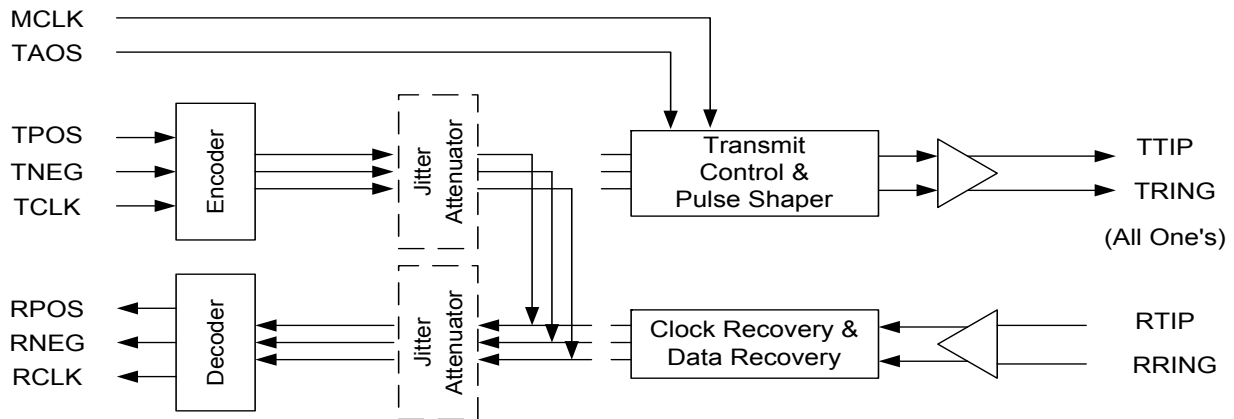 MCLK
TAOS
TPOS
TNEG
TCLK
Encoder
Jitter
Attenuator
Transmit
Control &
Pulse Shaper
TTIP
TRING
(All One's)
RPOS
RNEG
RCLK
Decoder
Jitter
Attenuator
Clock Recovery &
Data Recovery
RTIP
RRING